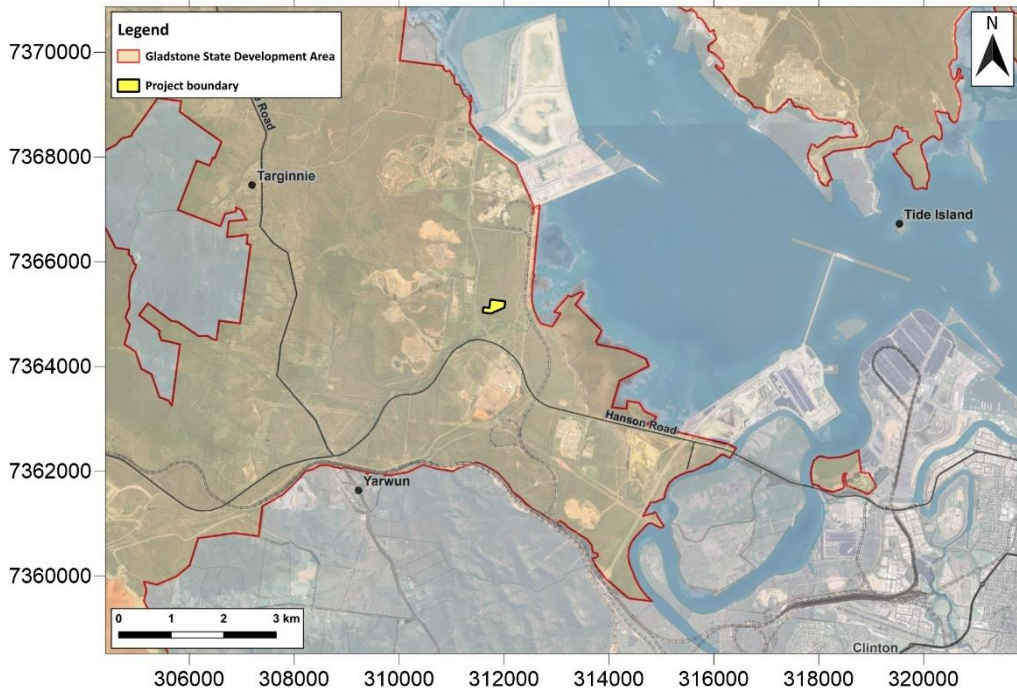 Legend
Gladstone State Development Area
Project boundary
N
7370000
7368000
7366000
7364000
7362000
7360000
Road
Targinnie
Tide Island
Hanson Road
Yarwun
Clinton
0 1 2 3 km
306000 308000 310000 312000 314000 316000 318000 320000